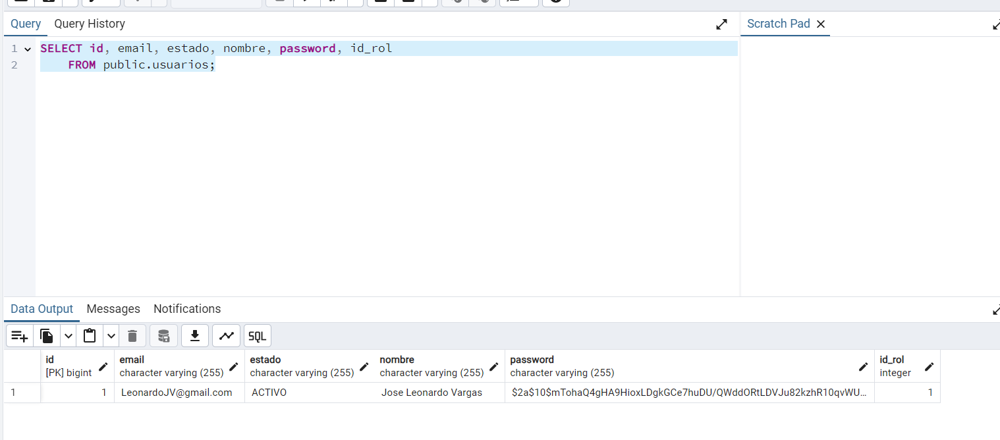 Query Query History Scratch Pad
1 SELECT id, email, estado, nombre, password, id_rol
2 FROM public.usuarios;
Data Output Messages Notifications
SQL
id email estado nombre password id_rol
[PK] bigint character varying (255) character varying (255) character varying (255) character varying (255) integer
1 1 LeonardoJV@gmail.com ACTIVO Jose Leonardo Vargas $2a$10$mTohaQ4gHA9HioxLDgkGCe7huDU/QWddORtLDVJu82kzhR10qvWU... 1